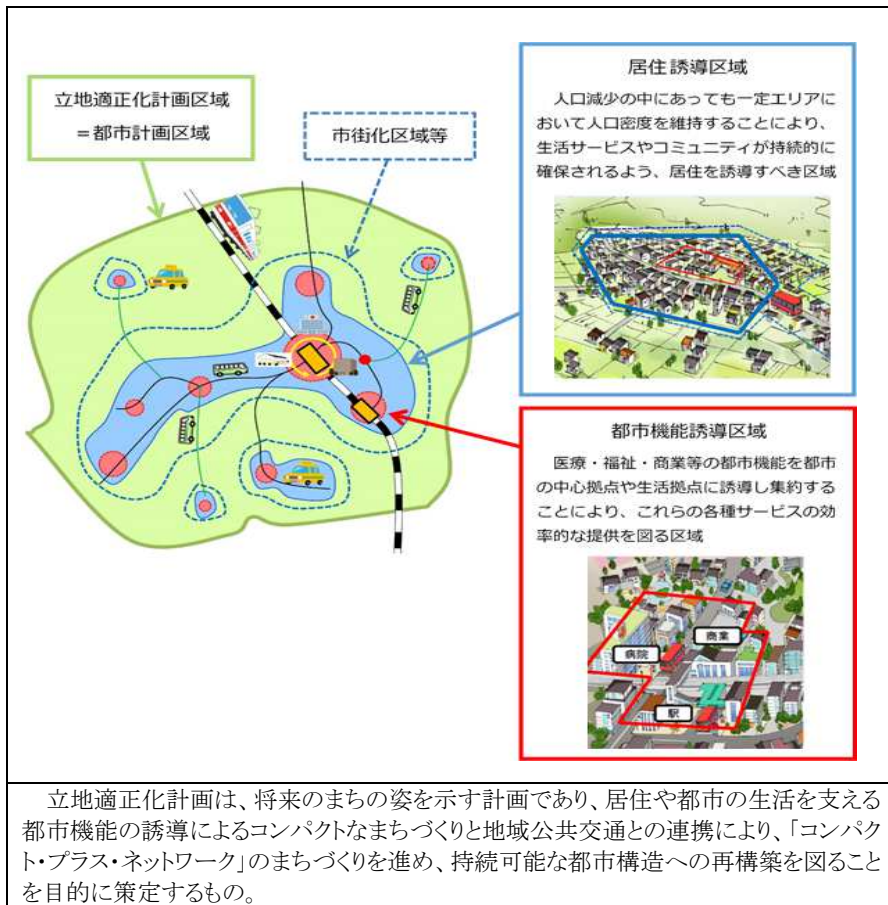 立地適正化計画区域
＝都市計画区域
市街化区域等
居住誘導区域
人口減少の中にあっても一定エリアに
おいて人口密度を維持することにより、
生活サービスやコミュニティが持続的に
確保されるよう、居住を誘導すべき区域
都市機能誘導区域
医療・福祉・商業等の都市機能を都市
の中心拠点や生活拠点に誘導し集約する
ことにより、これらの各種サービスの効
率的な提供を図る区域
商業
病院
駅
立地適正化計画は、将来のまちの姿を示す計画であり、居住や都市の生活を支える
都市機能の誘導によるコンパクトなまちづくりと地域公共交通との連携により、「コンパク
ト・プラス・ネットワーク」のまちづくりを進め、持続可能な都市構造への再構築を図ること
を目的に策定するもの。